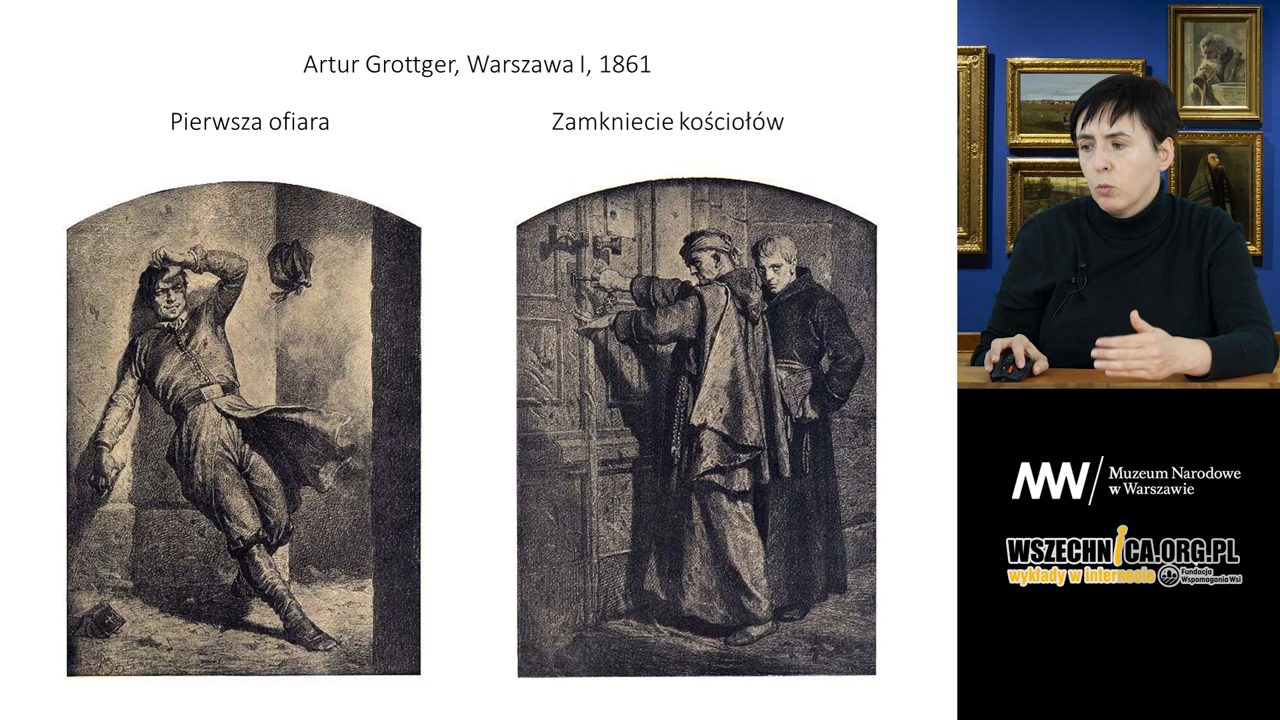 Artur Grottger, Warszawa I, 1861
Pierwsza ofiara
Zamkniecie kościołów
MW/ Muzeum Narodowe
w Warszawie
WSZECHNICA.ORG.PL
wykłady w internecie
Fundacja
Wspomagania Wsi